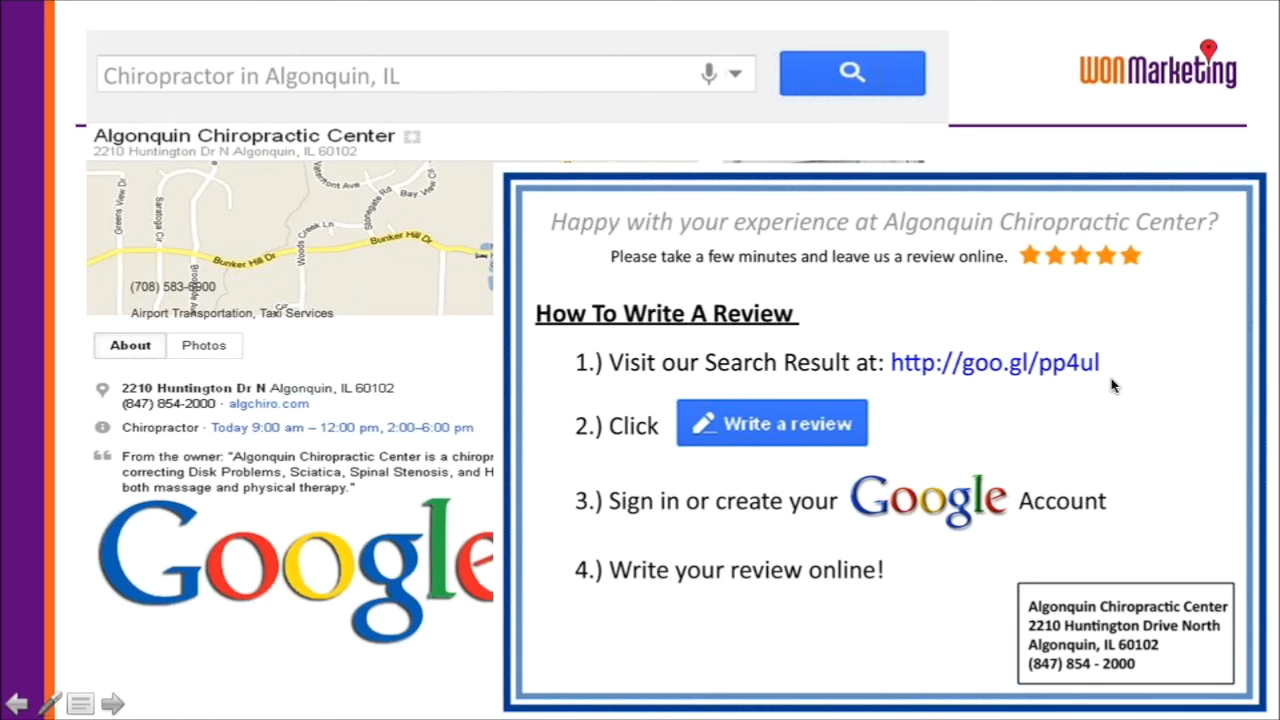 Chiropractor in Algonquin, IL
WONMarketing
Algonquin Chiropractic Center
2210 Huntington Dr N Algonquin, IL 60102
Greens View Dr
Saratoga Cir
Bunker Hill Dr
Woods Creek Ln
Stonegate Rd
Bunker Hill Dr
(708) 583-6900
Airport Transportation, Taxi Services
About
Photos
2210 Huntington Dr N Algonquin, IL 60102
(847) 854-2000 · algchiro.com
Chiropractor · Today 9:00 am – 12:00 pm, 2:00–6:00 pm
From the owner: "Algonquin Chiropractic Center is a chirop
correcting Disk Problems, Sciatica, Spinal Stenosis, and H
both massage and physical therapy."
Google
Happy with your experience at Algonquin Chiropractic Center?
Please take a few minutes and leave us a review online.
How To Write A Review
1.) Visit our Search Result at: http://goo.gl/pp4ul
2.) Click Write a review
3.) Sign in or create your Google Account
4.) Write your review online!
Algonquin Chiropractic Center
2210 Huntington Drive North
Algonquin, IL 60102
(847) 854 - 2000